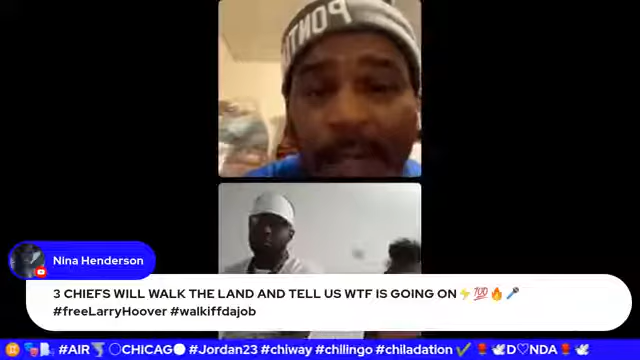 PONTIAC
Nina Henderson
3 CHIEFS WILL WALK THE LAND AND TELL US WTF IS GOING ON⚡💯🔥🎤
#freeLarryHoover #walkiffdajob
#AIR🌪️⚪CHICAG⚪ #Jordan23 #chiway #chilingo #chiladation ✔️🌹🕊️D♡NDA🌹🕊️